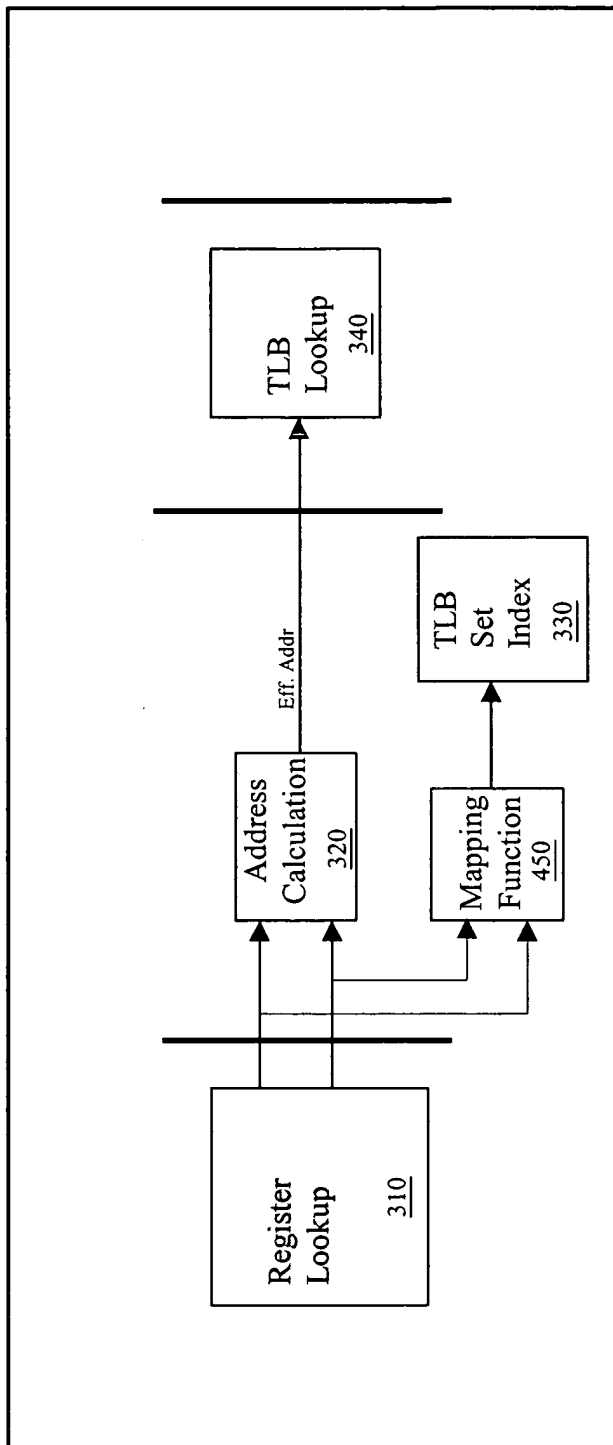 Register
Lookup
310
Address
Calculation
320
Eff. Addr
TLB
Lookup
340
Mapping
Function
450
TLB
Set
Index
330